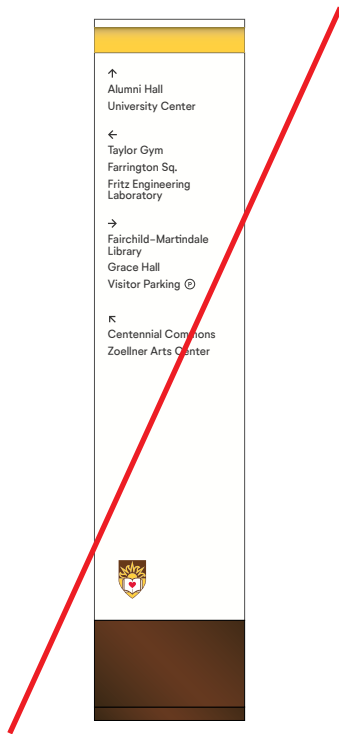 ↑
Alumni Hall
University Center
←
Taylor Gym
Farrington Sq.
Fritz Engineering
Laboratory
→
Fairchild–Martindale
Library
Grace Hall
Visitor Parking Ⓟ
↖
Centennial Commons
Zoellner Arts Center